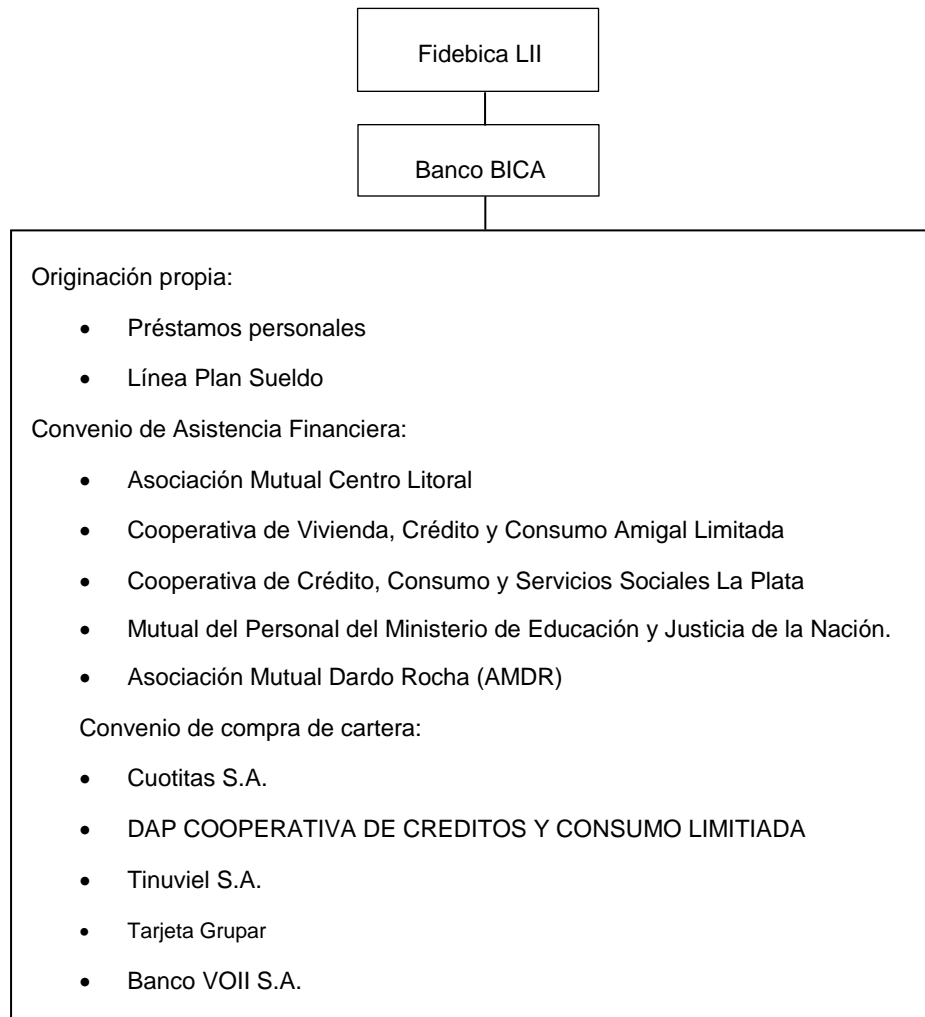 Fidebica LII
Banco BICA
Originación propia:
• Préstamos personales
• Línea Plan Sueldo
Convenio de Asistencia Financiera:
• Asociación Mutual Centro Litoral
• Cooperativa de Vivienda, Crédito y Consumo Amigal Limitada
• Cooperativa de Crédito, Consumo y Servicios Sociales La Plata
• Mutual del Personal del Ministerio de Educación y Justicia de la Nación.
• Asociación Mutual Dardo Rocha (AMDR)
Convenio de compra de cartera:
• Cuotitas S.A.
• DAP COOPERATIVA DE CREDITOS Y CONSUMO LIMITIADA
• Tinuviel S.A.
• Tarjeta Grupar
• Banco VOII S.A.